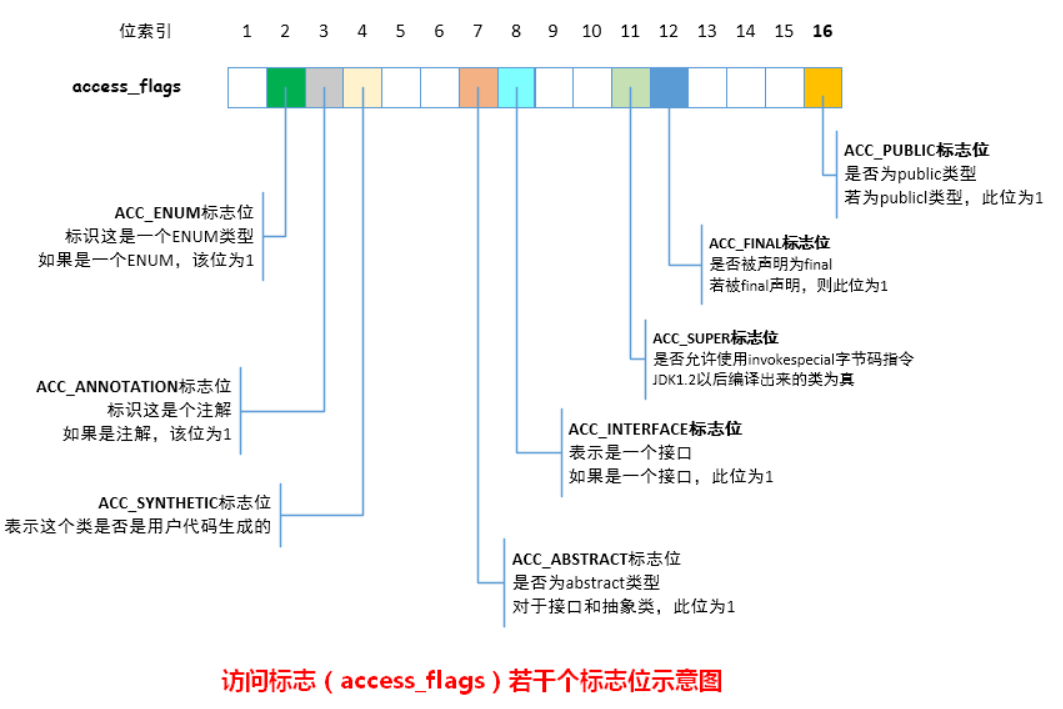 位索引 1 2 3 4 5 6 7 8 9 10 11 12 13 14 15 16
access_flags
ACC_PUBLIC标志位
是否为public类型
若为publicl类型，此位为1
ACC_ENUM标志位
标识这是一个ENUM类型
如果是一个ENUM，该位为1
ACC_FINAL标志位
是否被声明为final
若被final声明，则此位为1
ACC_SUPER标志位
是否允许使用invokespecial字节码指令
JDK1.2以后编译出来的类为真
ACC_ANNOTATION标志位
标识这是个注解
如果是注解，该位为1
ACC_INTERFACE标志位
表示是一个接口
如果是一个接口，此位为1
ACC_SYNTHETIC标志位
表示这个类是否是用户代码生成的
ACC_ABSTRACT标志位
是否为abstract类型
对于接口和抽象类，此位为1
访问标志（access_flags）若干个标志位示意图